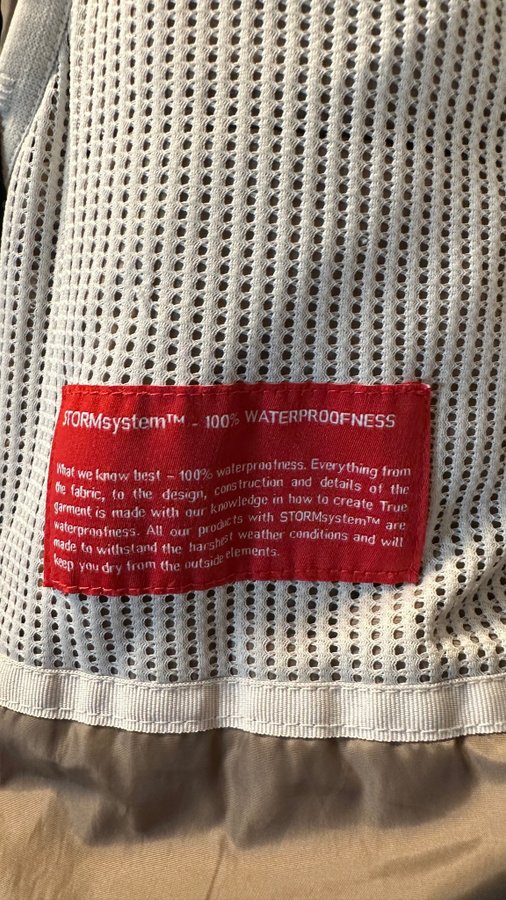 STORMsystem™ - 100% WATERPROOFNESS
What we know best - 100% waterproofness. Everything from
the fabric, to the design, construction and details of the
garment is made with our knowledge in how to create True
waterproofness. All our products with STORMsystem™ are
made to withstand the harshest weather conditions and will
keep you dry from the outside elements.